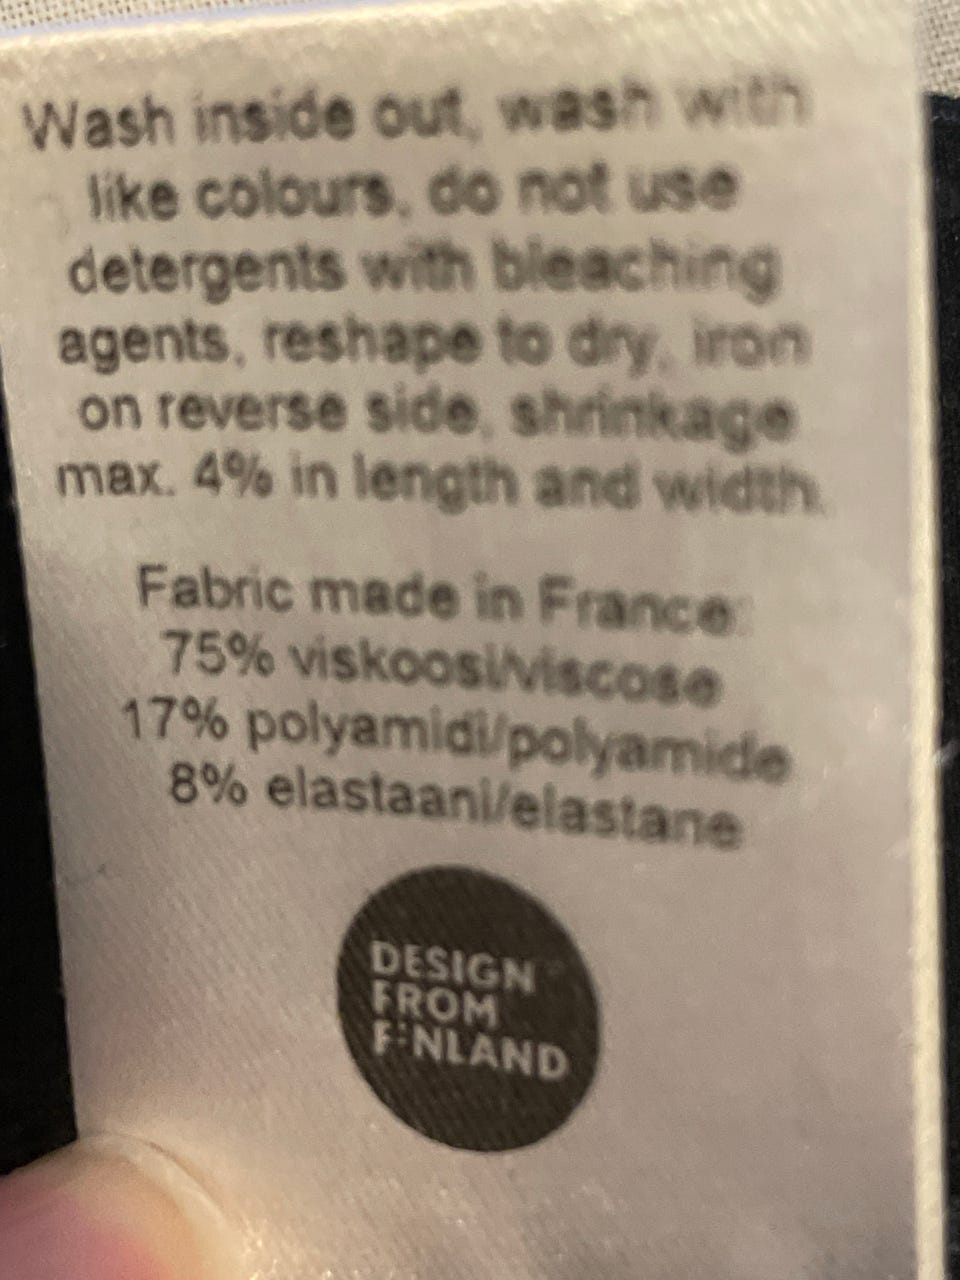 Wash inside out, wash with
like colours, do not use
detergents with bleaching
agents, reshape to dry, iron
on reverse side, shrinkage
max. 4% in length and width.
Fabric made in France:
75% viskoosi/viscose
17% polyamidi/polyamide
8% elastaani/elastane
DESIGN
FROM
FINLAND